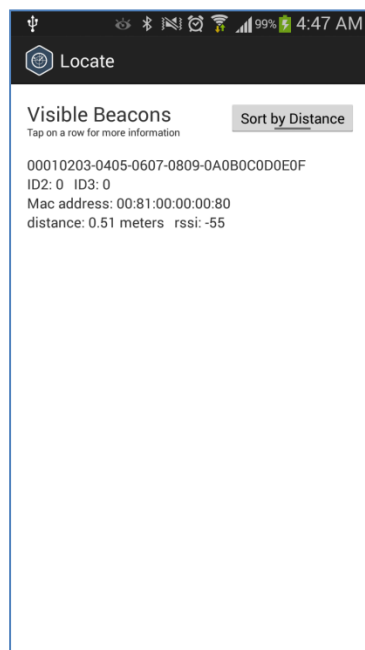 99% 4:47 AM
Locate
Visible Beacons
Tap on a row for more information
Sort by Distance
00010203-0405-0607-0809-0A0B0C0D0E0F
ID2: 0 ID3: 0
Mac address: 00:81:00:00:00:80
distance: 0.51 meters rssi: -55